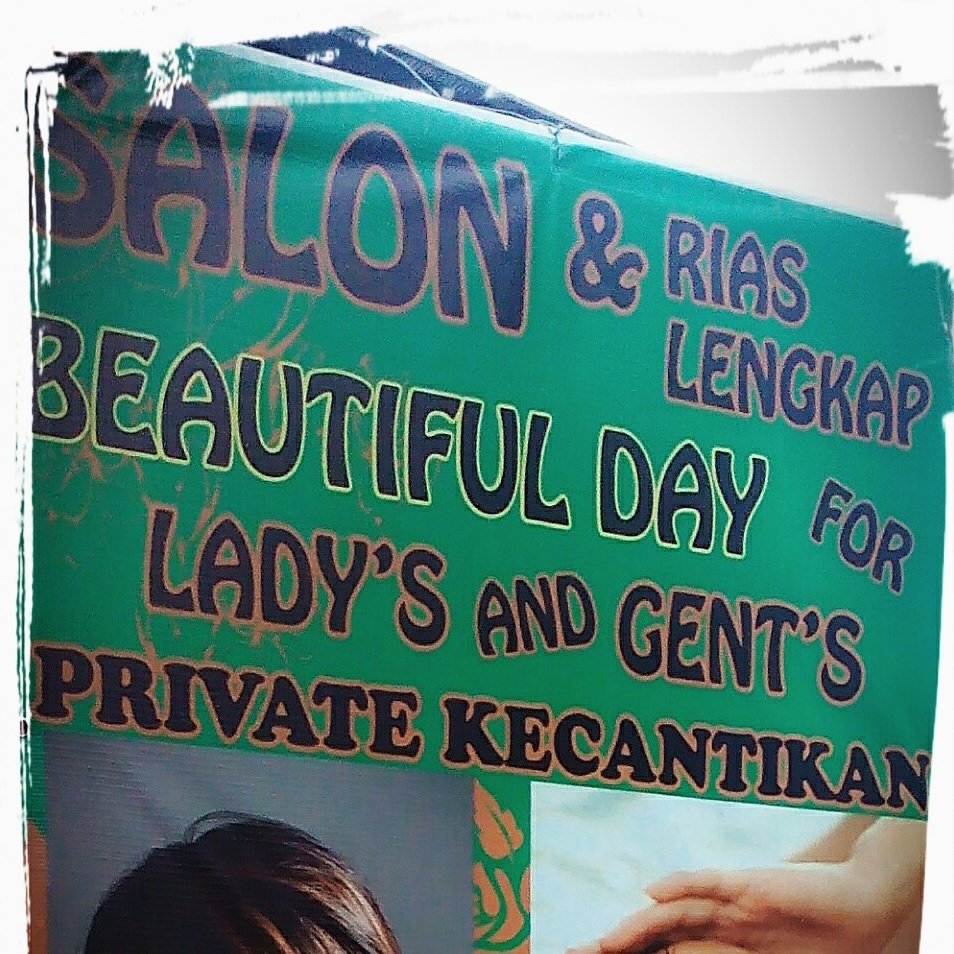 SALON & RIAS LENGKAP
BEAUTIFUL DAY FOR
LADY'S AND GENT'S
PRIVATE KECANTIKAN